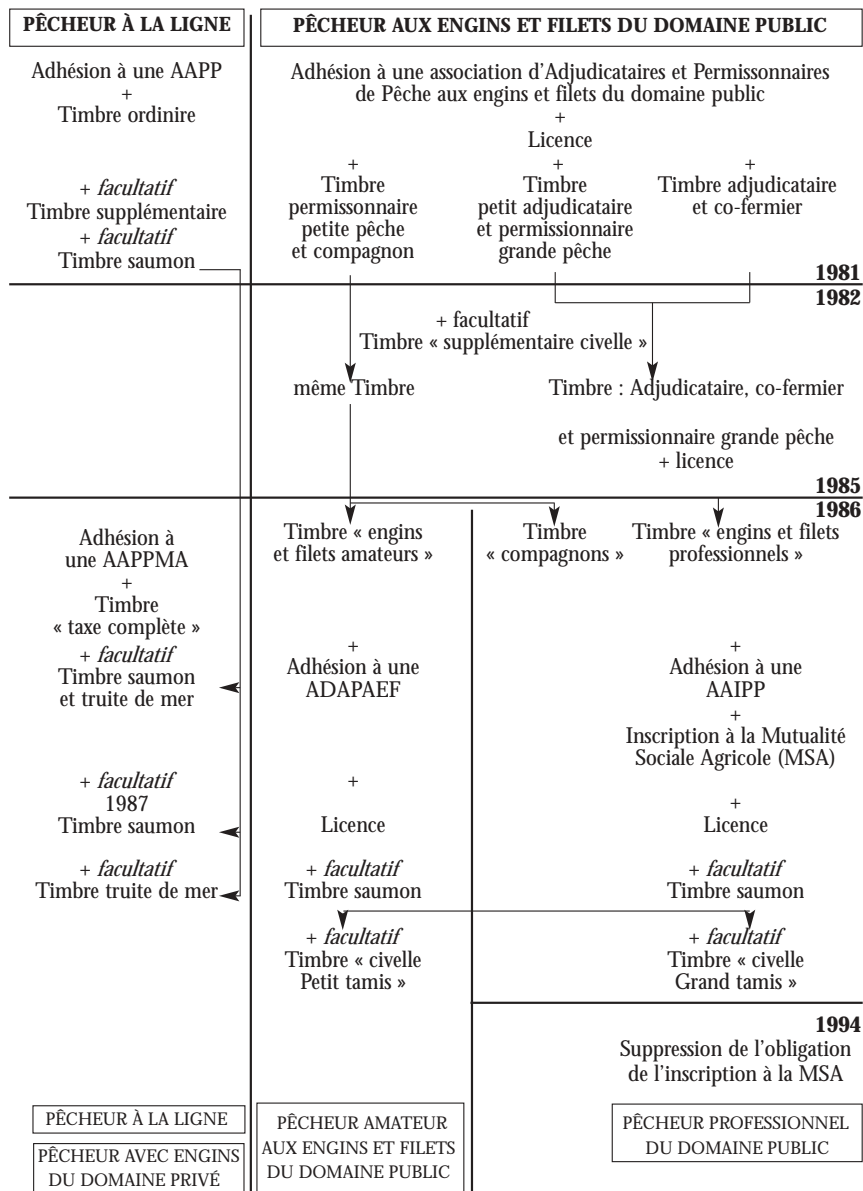 PÊCHEUR À LA LIGNE
PÊCHEUR AUX ENGINS ET FILETS DU DOMAINE PUBLIC
Adhésion à une AAPP
+
Timbre ordinire
+ facultatif
Timbre supplémentaire
+ facultatif
Timbre saumon
Adhésion à une association d'Adjudicataires et Permissonnaires
de Pêche aux engins et filets du domaine public
+
Licence
+
Timbre
permissonnaire
petite pêche
et compagnon
+
Timbre
petit adjudicataire
et permissionnaire
grande pêche
+
Timbre adjudicataire
et co-fermier
1981
1982
+ facultatif
Timbre « supplémentaire civelle »
même Timbre
Timbre : Adjudicataire, co-fermier
et permissionnaire grande pêche
+ licence
1985
1986
Adhésion à
une AAPPMA
+
Timbre
« taxe complète »
+ facultatif
Timbre saumon
et truite de mer
+ facultatif
1987
Timbre saumon
+ facultatif
Timbre truite de mer
Timbre « engins
et filets amateurs »
+
Adhésion à une
ADAPAEF
+
Licence
+ facultatif
Timbre saumon
+ facultatif
Timbre « civelle
Petit tamis »
Timbre
« compagnons »
Timbre « engins et filets
professionnels »
+
Adhésion à une
AAIPP
+
Inscription à la Mutualité
Sociale Agricole (MSA)
+
Licence
+ facultatif
Timbre saumon
+ facultatif
Timbre « civelle
Grand tamis »
1994
Suppression de l'obligation
de l'inscription à la MSA
PÊCHEUR À LA LIGNE
PÊCHEUR AVEC ENGINS
DU DOMAINE PRIVÉ
PÊCHEUR AMATEUR
AUX ENGINS ET FILETS
DU DOMAINE PUBLIC
PÊCHEUR PROFESSIONNEL
DU DOMAINE PUBLIC